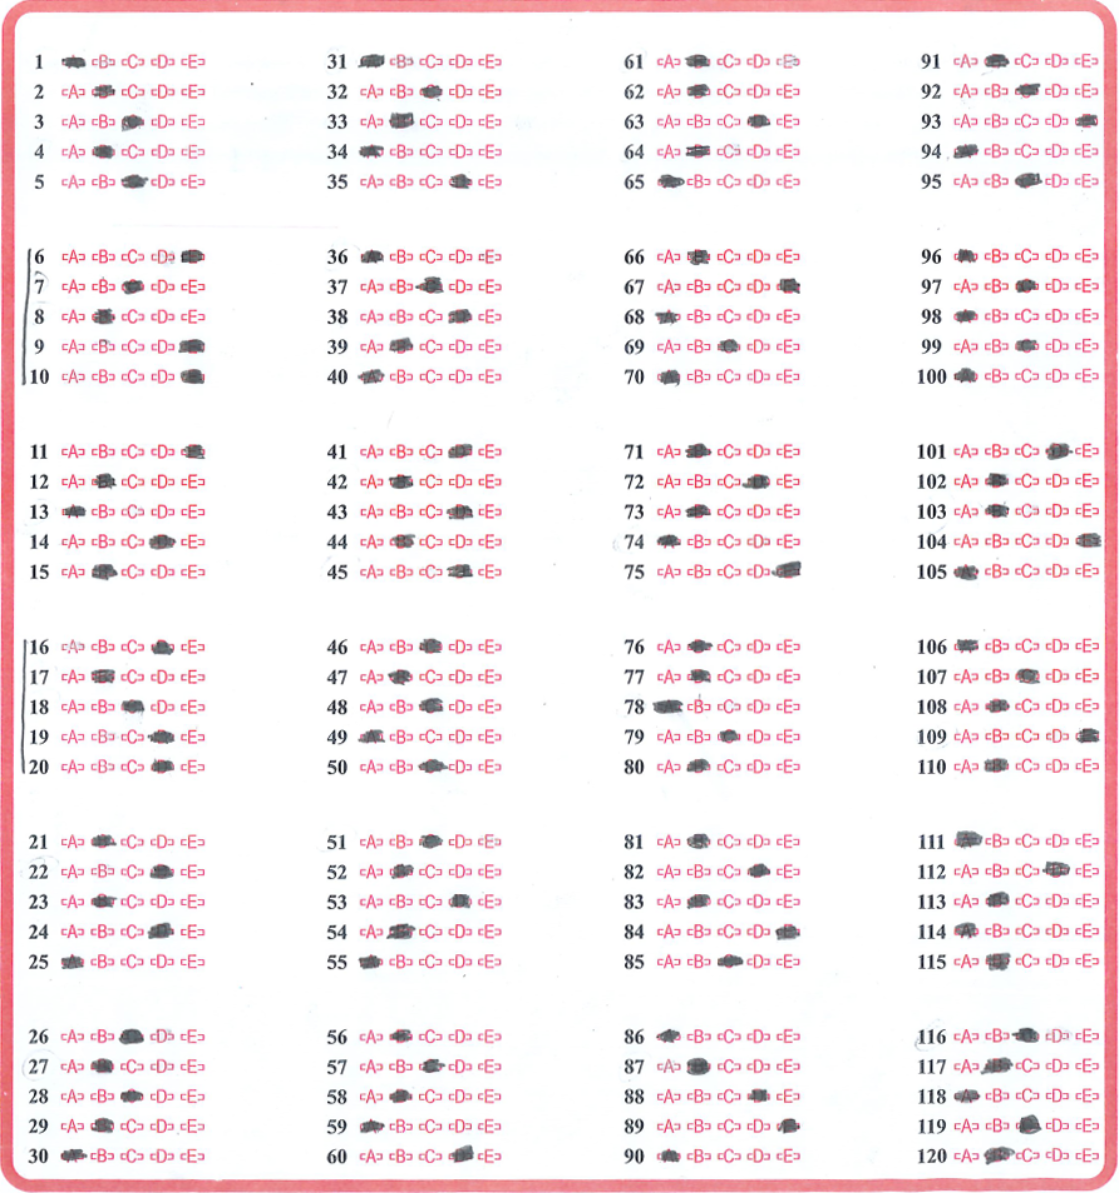 1 [B] [C] [D] [E]
2 [A] [C] [D] [E]
3 [A] [B] [D] [E]
4 [A] [C] [D] [E]
5 [A] [B] [D] [E]
6 [A] [B] [C] [D]
7 [A] [B] [D] [E]
8 [A] [C] [D] [E]
9 [A] [B] [C] [D]
10 [A] [B] [C] [D]
11 [A] [B] [C] [D]
12 [A] [C] [D] [E]
13 [B] [C] [D] [E]
14 [A] [B] [C] [E]
15 [A] [C] [D] [E]
16 [A] [B] [C] [E]
17 [A] [C] [D] [E]
18 [A] [B] [D] [E]
19 [A] [B] [C] [E]
20 [A] [B] [C] [E]
21 [A] [C] [D] [E]
22 [A] [B] [C] [E]
23 [A] [C] [D] [E]
24 [A] [B] [C] [E]
25 [B] [C] [D] [E]
26 [A] [B] [D] [E]
27 [A] [C] [D] [E]
28 [A] [B] [D] [E]
29 [A] [C] [D] [E]
30 [B] [C] [D] [E]
31 [B] [C] [D] [E]
32 [A] [B] [D] [E]
33 [A] [C] [D] [E]
34 [B] [C] [D] [E]
35 [A] [B] [C] [E]
36 [B] [C] [D] [E]
37 [A] [B] [D] [E]
38 [A] [B] [C] [E]
39 [A] [C] [D] [E]
40 [B] [C] [D] [E]
41 [A] [B] [C] [E]
42 [A] [C] [D] [E]
43 [A] [B] [C] [E]
44 [A] [C] [D] [E]
45 [A] [B] [C] [E]
46 [A] [B] [D] [E]
47 [A] [C] [D] [E]
48 [A] [B] [D] [E]
49 [B] [C] [D] [E]
50 [A] [B] [D] [E]
51 [A] [B] [D] [E]
52 [A] [C] [D] [E]
53 [A] [B] [C] [E]
54 [A] [C] [D] [E]
55 [B] [C] [D] [E]
56 [A] [C] [D] [E]
57 [A] [B] [D] [E]
58 [A] [C] [D] [E]
59 [B] [C] [D] [E]
60 [A] [B] [C] [E]
61 [A] [C] [D] [E]
62 [A] [C] [D] [E]
63 [A] [B] [C] [E]
64 [A] [C] [D] [E]
65 [B] [C] [D] [E]
66 [A] [C] [D] [E]
67 [A] [B] [C] [D]
68 [B] [C] [D] [E]
69 [A] [B] [D] [E]
70 [B] [C] [D] [E]
71 [A] [C] [D] [E]
72 [A] [B] [C] [E]
73 [A] [C] [D] [E]
74 [B] [C] [D] [E]
75 [A] [B] [C] [D]
76 [A] [C] [D] [E]
77 [A] [C] [D] [E]
78 [B] [C] [D] [E]
79 [A] [B] [D] [E]
80 [A] [C] [D] [E]
81 [A] [C] [D] [E]
82 [A] [B] [C] [E]
83 [A] [C] [D] [E]
84 [A] [B] [C] [D]
85 [A] [B] [D] [E]
86 [B] [C] [D] [E]
87 [A] [C] [D] [E]
88 [A] [B] [C] [E]
89 [A] [B] [C] [D]
90 [B] [C] [D] [E]
91 [A] [C] [D] [E]
92 [A] [B] [D] [E]
93 [A] [B] [C] [D]
94 [B] [C] [D] [E]
95 [A] [B] [D] [E]
96 [B] [C] [D] [E]
97 [A] [B] [D] [E]
98 [B] [C] [D] [E]
99 [A] [B] [D] [E]
100 [B] [C] [D] [E]
101 [A] [B] [C] [E]
102 [A] [C] [D] [E]
103 [A] [C] [D] [E]
104 [A] [B] [C] [D]
105 [B] [C] [D] [E]
106 [B] [C] [D] [E]
107 [A] [B] [D] [E]
108 [A] [C] [D] [E]
109 [A] [B] [C] [D]
110 [A] [C] [D] [E]
111 [B] [C] [D] [E]
112 [A] [B] [C] [E]
113 [A] [C] [D] [E]
114 [B] [C] [D] [E]
115 [A] [C] [D] [E]
116 [A] [B] [D] [E]
117 [A] [C] [D] [E]
118 [B] [C] [D] [E]
119 [A] [B] [D] [E]
120 [A] [C] [D] [E]